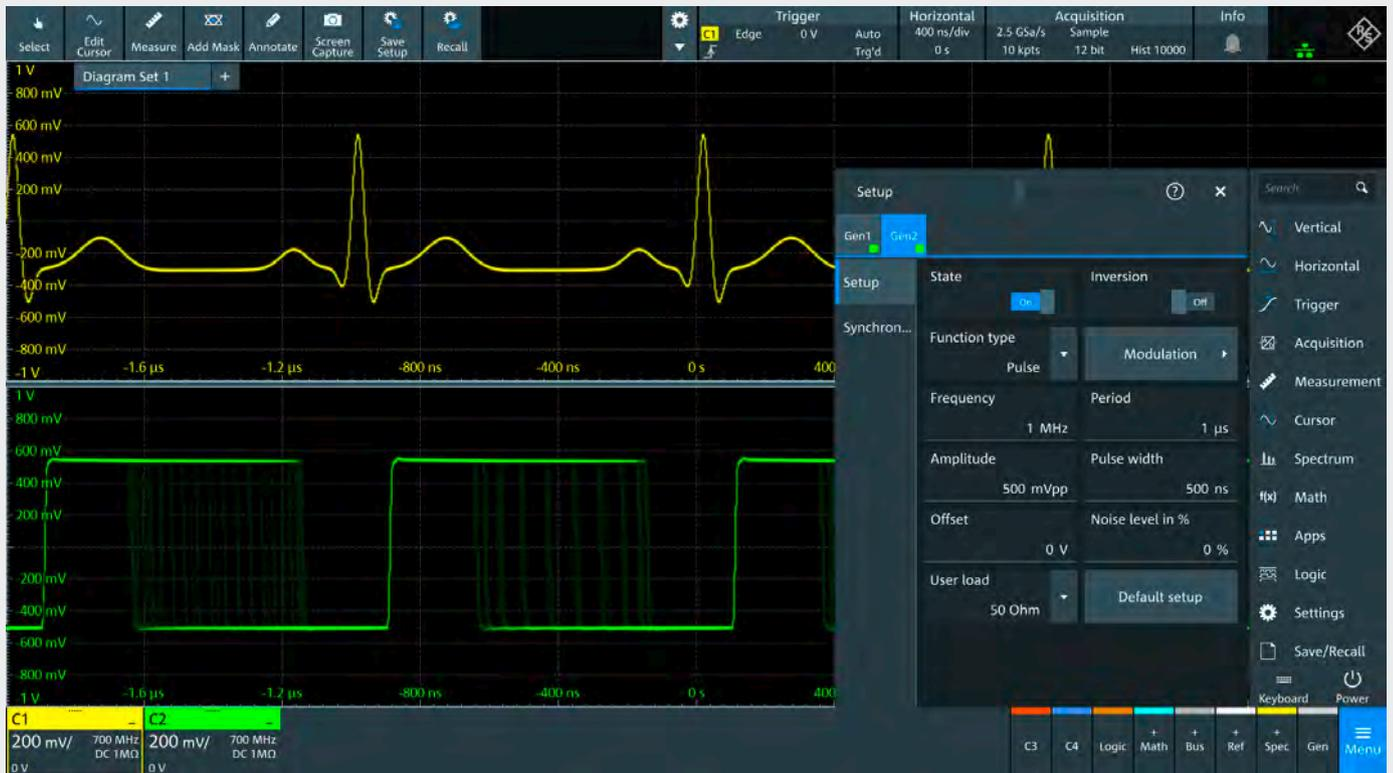 Select
Edit Cursor
Measure
Add Mask
Annotate
Screen Capture
Save Setup
Recall
Trigger
C1 Edge 0 V Auto
Trg'd
Horizontal
400 ns/div
0 s
Acquisition
2.5 GSa/s Sample
10 kpts 12 bit Hist 10000
Info
1 V
Diagram Set 1 +
800 mV
600 mV
400 mV
200 mV
-200 mV
-400 mV
-600 mV
-800 mV
-1 V
-1.6 µs -1.2 µs -800 ns -400 ns 0 s 400
1 V
800 mV
600 mV
400 mV
200 mV
-200 mV
-400 mV
-600 mV
-800 mV
-1 V
-1.6 µs -1.2 µs -800 ns -400 ns 0 s 400
Setup
Gen1 Gen2
Setup
Synchron...
State
On
Inversion
Off
Function type
Pulse
Modulation
Frequency
1 MHz
Period
1 µs
Amplitude
500 mVpp
Pulse width
500 ns
Offset
0 V
Noise level in %
0 %
User load
50 Ohm
Default setup
Search
Vertical
Horizontal
Trigger
Acquisition
Measurement
Cursor
Spectrum
f(x) Math
Apps
Logic
Settings
Save/Recall
Keyboard
Power
C1
200 mV/ 700 MHz
DC 1MΩ
0 V
C2
200 mV/ 700 MHz
DC 1MΩ
0 V
C3
C4
Logic
+ Math
+ Bus
+ Ref
+ Spec
Gen
Menu